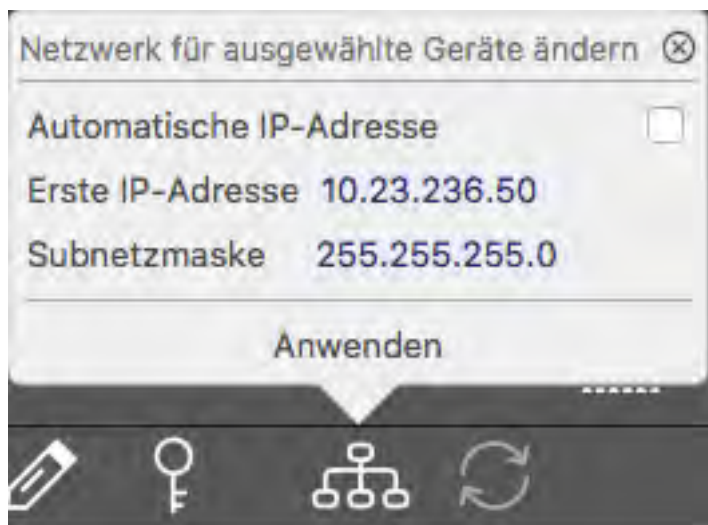 Netzwerk für ausgewählte Geräte ändern
Automatische IP-Adresse
Erste IP-Adresse 10.23.236.50
Subnetzmaske 255.255.255.0
Anwenden